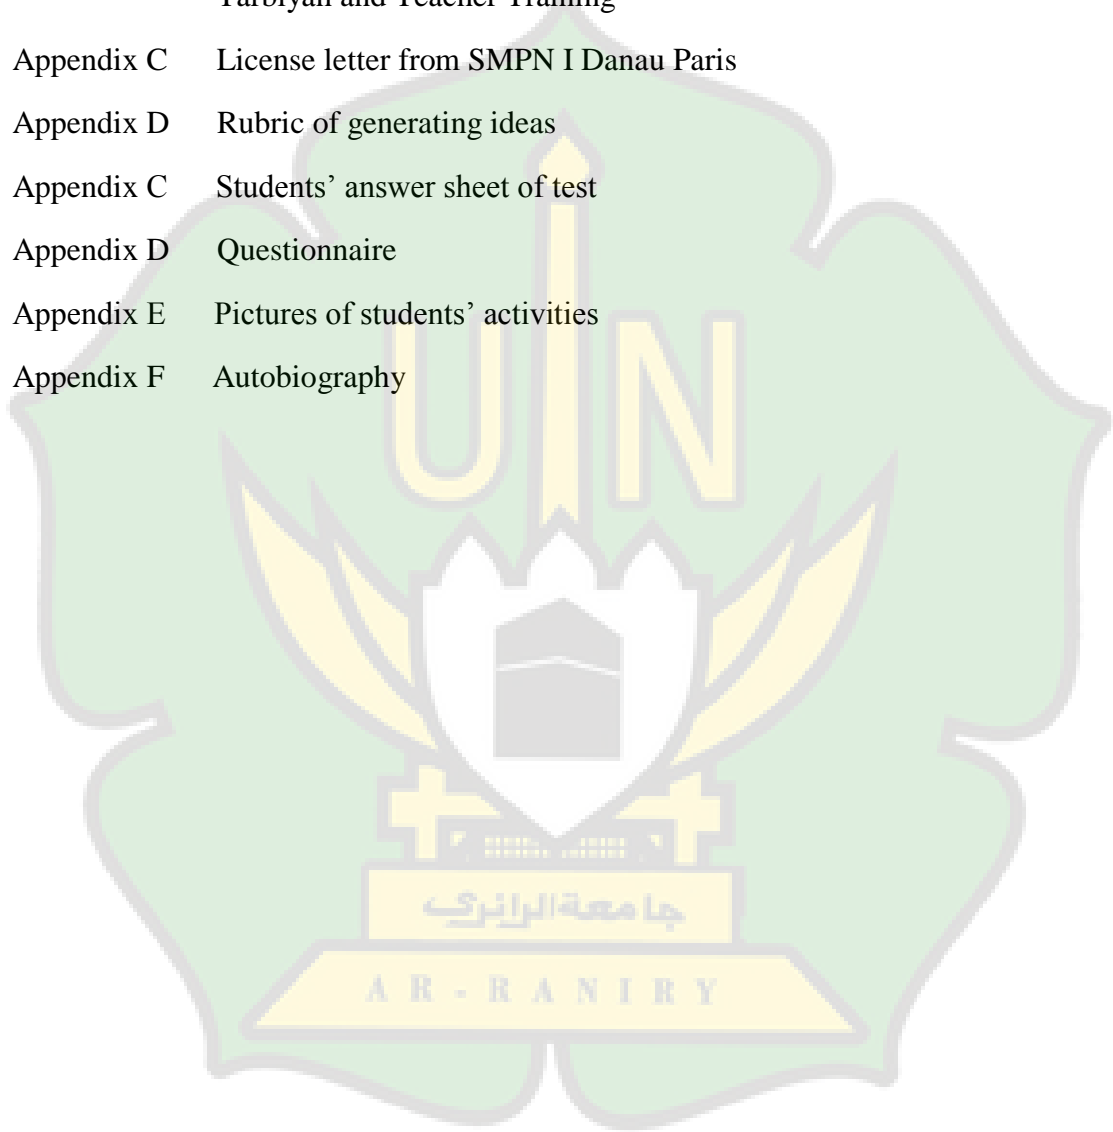 Tarbiyah and Teacher Training
Appendix C License letter from SMPN I Danau Paris
Appendix D Rubric of generating ideas
Appendix C Students’ answer sheet of test
Appendix D Questionnaire
Appendix E Pictures of students’ activities
Appendix F Autobiography
UIN
جامعة الرانري
AR-RANIRY